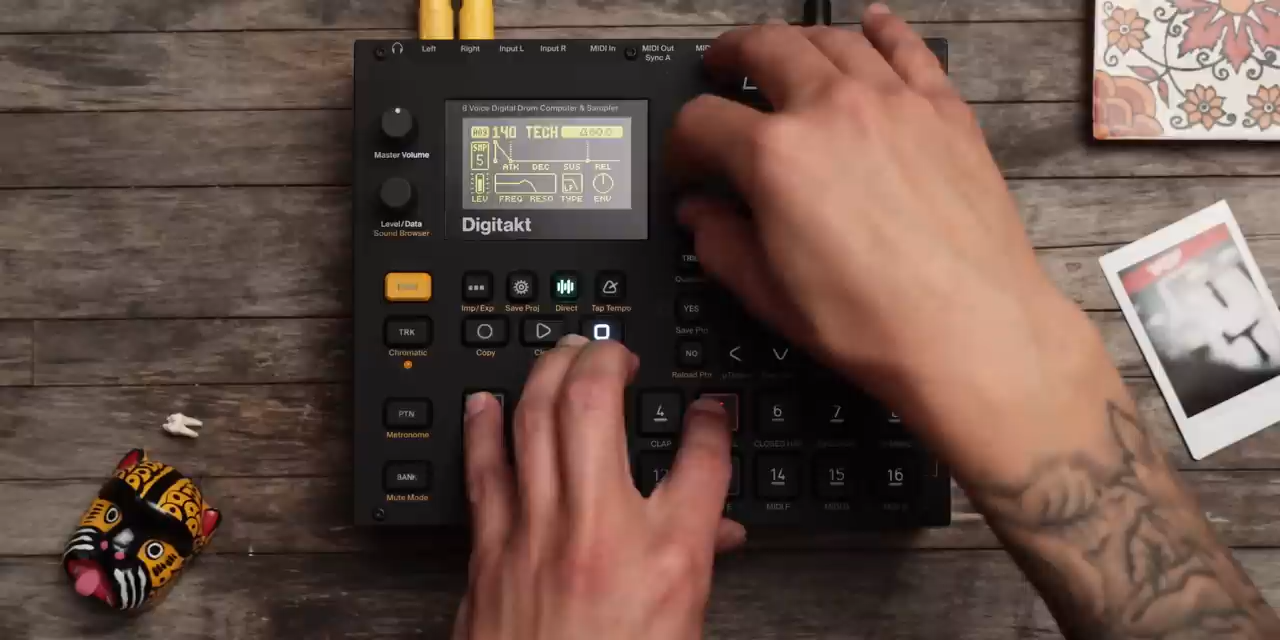 Left Right Input L Input R MIDI In MIDI Out
Sync A
8 Voice Digital Drum Computer & Sampler
140 TECH
5
ATK DEC SUS REL
LEV FREQ RESO TYPE ENV
Digitakt
Master Volume
Level/Data
Sound Browser
Imp/Exp Save Proj Direct Tap Tempo
TRK
Chromatic
Copy
YES
NO
PTN
Metronome
BANK
Mute Mode
4 6 7
CLAP
14 15 16